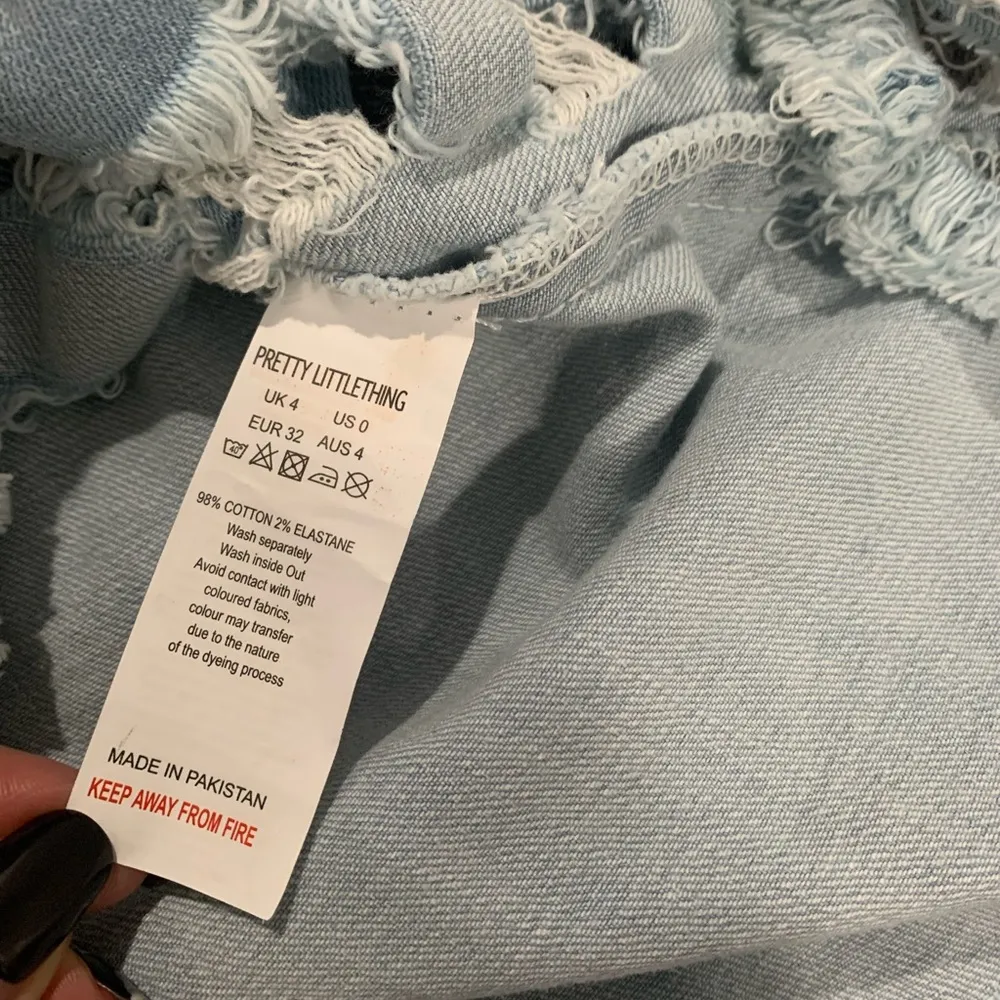 PRETTY LITTLETHING
UK 4 US 0
EUR 32 AUS 4
40°
98% COTTON 2% ELASTANE
Wash separately
Wash inside Out
Avoid contact with light
coloured fabrics,
colour may transfer
due to the nature
of the dyeing process
MADE IN PAKISTAN
KEEP AWAY FROM FIRE